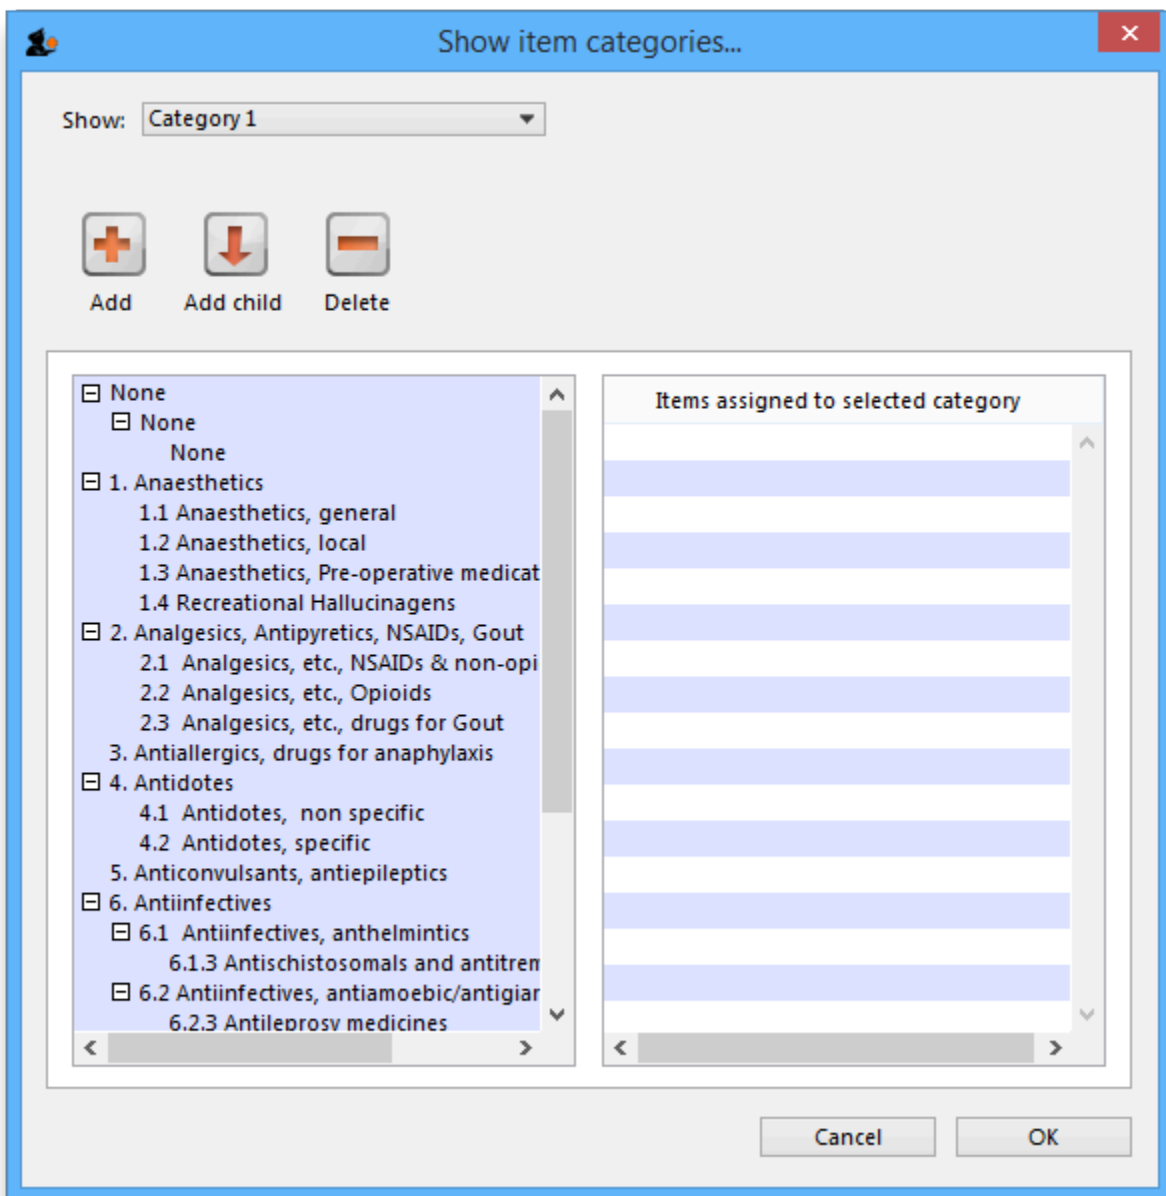 Show item categories...
Show: Category 1
Add Add child Delete
None
None
None
1. Anaesthetics
1.1 Anaesthetics, general
1.2 Anaesthetics, local
1.3 Anaesthetics, Pre-operative medicat
1.4 Recreational Hallucinagens
2. Analgesics, Antipyretics, NSAIDs, Gout
2.1 Analgesics, etc., NSAIDs & non-opi
2.2 Analgesics, etc., Opioids
2.3 Analgesics, etc., drugs for Gout
3. Antiallergics, drugs for anaphylaxis
4. Antidotes
4.1 Antidotes, non specific
4.2 Antidotes, specific
5. Anticonvulsants, antiepileptics
6. Antiinfectives
6.1 Antiinfectives, anthelmintics
6.1.3 Antischistosomals and antitrem
6.2 Antiinfectives, antiamoebic/antigiar
6.2.3 Antileprosy medicines
Items assigned to selected category
Cancel OK